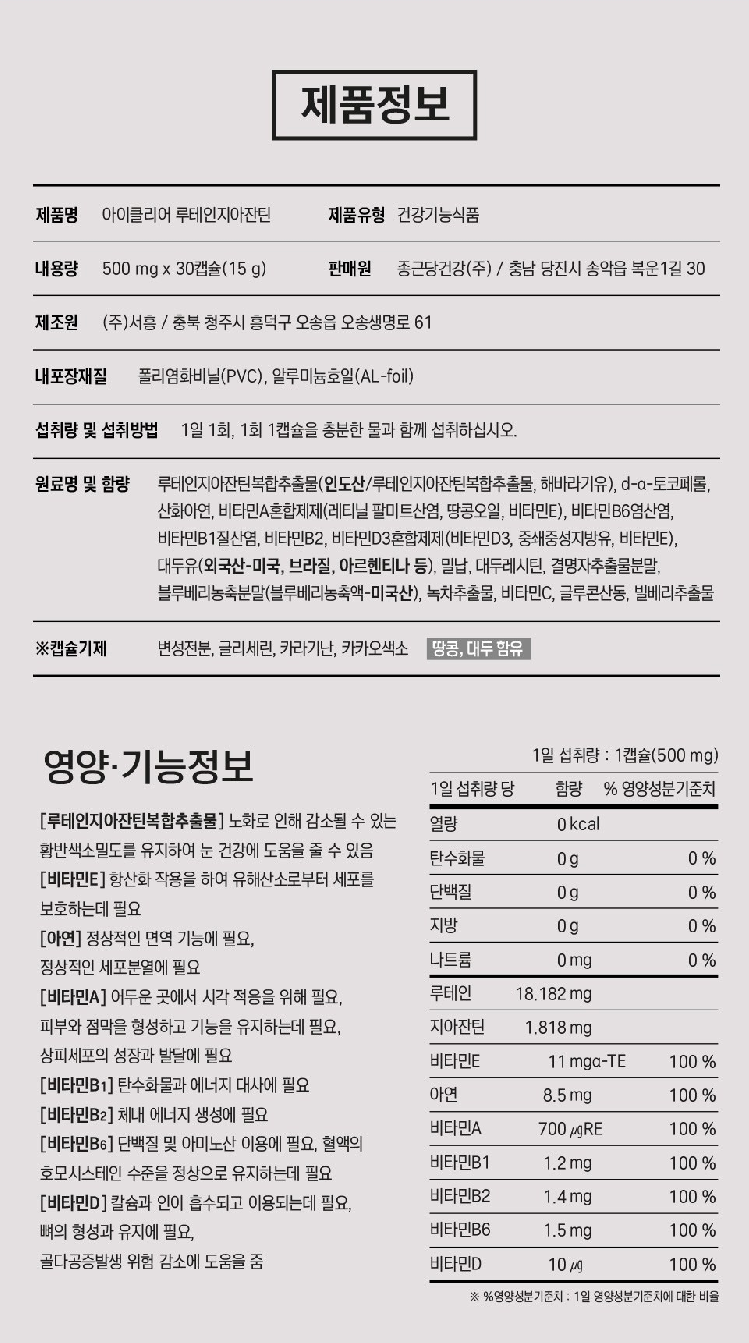 제품정보
제품명 아이클리어 루테인지아잔틴 제품유형 건강기능식품
내용량 500 mg x 30캡슐(15 g) 판매원 종근당건강(주) / 충남 당진시 송악읍 복운1길 30
제조원 (주)서흥 / 충북 청주시 흥덕구 오송읍 오송생명로 61
내포장재질 폴리염화비닐(PVC), 알루미늄호일(AL-foil)
섭취량 및 섭취방법 1일 1회, 1회 1캡슐을 충분한 물과 함께 섭취하십시오.
원료명 및 함량 루테인지아잔틴복합추출물(인도산/루테인지아잔틴복합추출물, 해바라기유), d-α-토코페롤,
산화아연, 비타민A혼합제제(레티닐 팔미트산염, 땅콩오일, 비타민E), 비타민B6염산염,
비타민B1질산염, 비타민B2, 비타민D3혼합제제(비타민D3, 중쇄중성지방유, 비타민E),
대두유(외국산-미국, 브라질, 아르헨티나 등), 밀납, 대두레시틴, 결명자추출물분말,
블루베리농축분말(블루베리농축액-미국산), 녹차추출물, 비타민C, 글루콘산동, 빌베리추출물
※캡슐기제 변성전분, 글리세린, 카라기난, 카카오색소 땅콩, 대두 함유
영양·기능정보
[루테인지아잔틴복합추출물] 노화로 인해 감소될 수 있는
황반색소밀도를 유지하여 눈 건강에 도움을 줄 수 있음
[비타민E] 항산화 작용을 하여 유해산소로부터 세포를
보호하는데 필요
[아연] 정상적인 면역 기능에 필요,
정상적인 세포분열에 필요
[비타민A] 어두운 곳에서 시각 적응을 위해 필요,
피부와 점막을 형성하고 기능을 유지하는데 필요,
상피세포의 성장과 발달에 필요
[비타민B1] 탄수화물과 에너지 대사에 필요
[비타민B2] 체내 에너지 생성에 필요
[비타민B6] 단백질 및 아미노산 이용에 필요, 혈액의
호모시스테인 수준을 정상으로 유지하는데 필요
[비타민D] 칼슘과 인이 흡수되고 이용되는데 필요,
뼈의 형성과 유지에 필요,
골다공증발생 위험 감소에 도움을 줌
1일 섭취량 : 1캡슐(500 mg)
1일 섭취량 당 함량 % 영양성분기준치
열량 0 kcal
탄수화물 0 g 0 %
단백질 0 g 0 %
지방 0 g 0 %
나트륨 0 mg 0 %
루테인 18.182 mg
지아잔틴 1.818 mg
비타민E 11 mgα-TE 100 %
아연 8.5 mg 100 %
비타민A 700 ㎍RE 100 %
비타민B1 1.2 mg 100 %
비타민B2 1.4 mg 100 %
비타민B6 1.5 mg 100 %
비타민D 10 ㎍ 100 %
※ %영양성분기준치 : 1일 영양성분기준치에 대한 비율